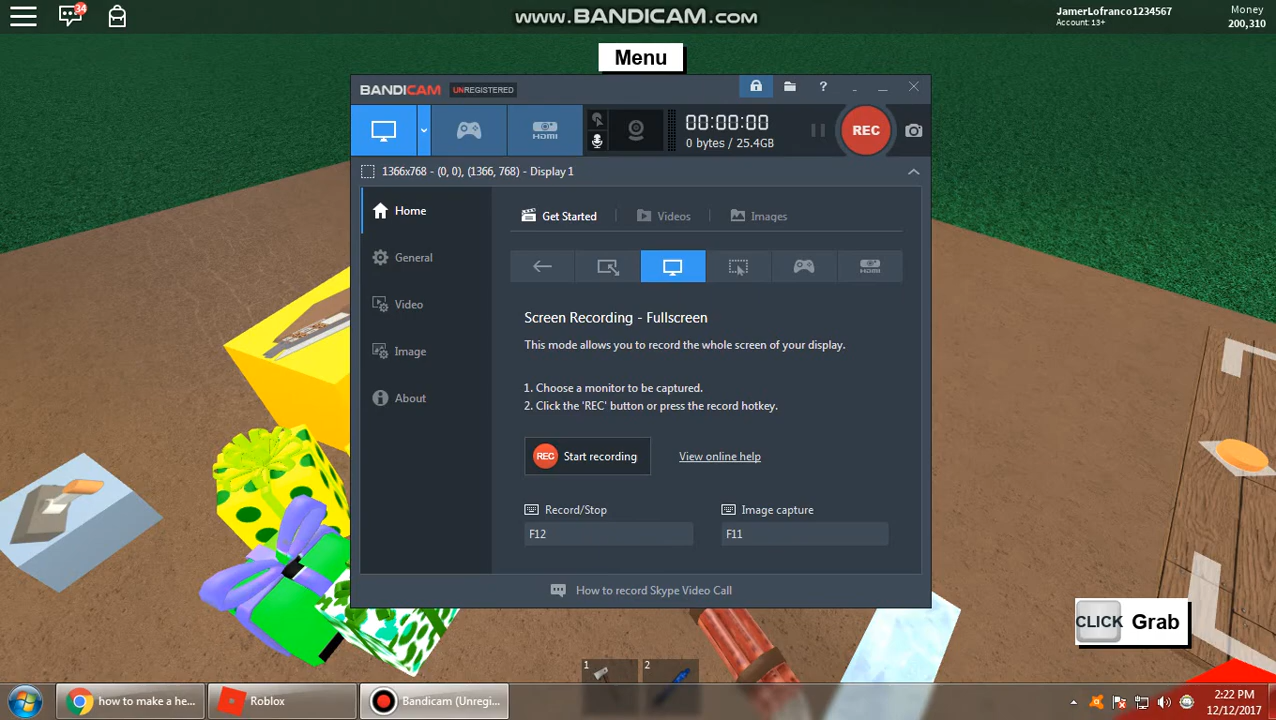 34
www.BANDICAM.com
JamerLofranco1234567
Account: 13+
Money
200,310
Menu
BANDICAM UNREGISTERED
?
HDMI
00:00:00
0 bytes / 25.4GB
REC
1366x768 - (0, 0), (1366, 768) - Display 1
Home
General
Video
Image
About
Get Started
Videos
Images
HDMI
Screen Recording - Fullscreen
This mode allows you to record the whole screen of your display.
1. Choose a monitor to be captured.
2. Click the 'REC' button or press the record hotkey.
REC Start recording
View online help
Record/Stop
Image capture
F12
F11
How to record Skype Video Call
CLICK Grab
1
2
how to make a he...
Roblox
Bandicam (Unregi...
2:22 PM
12/12/2017